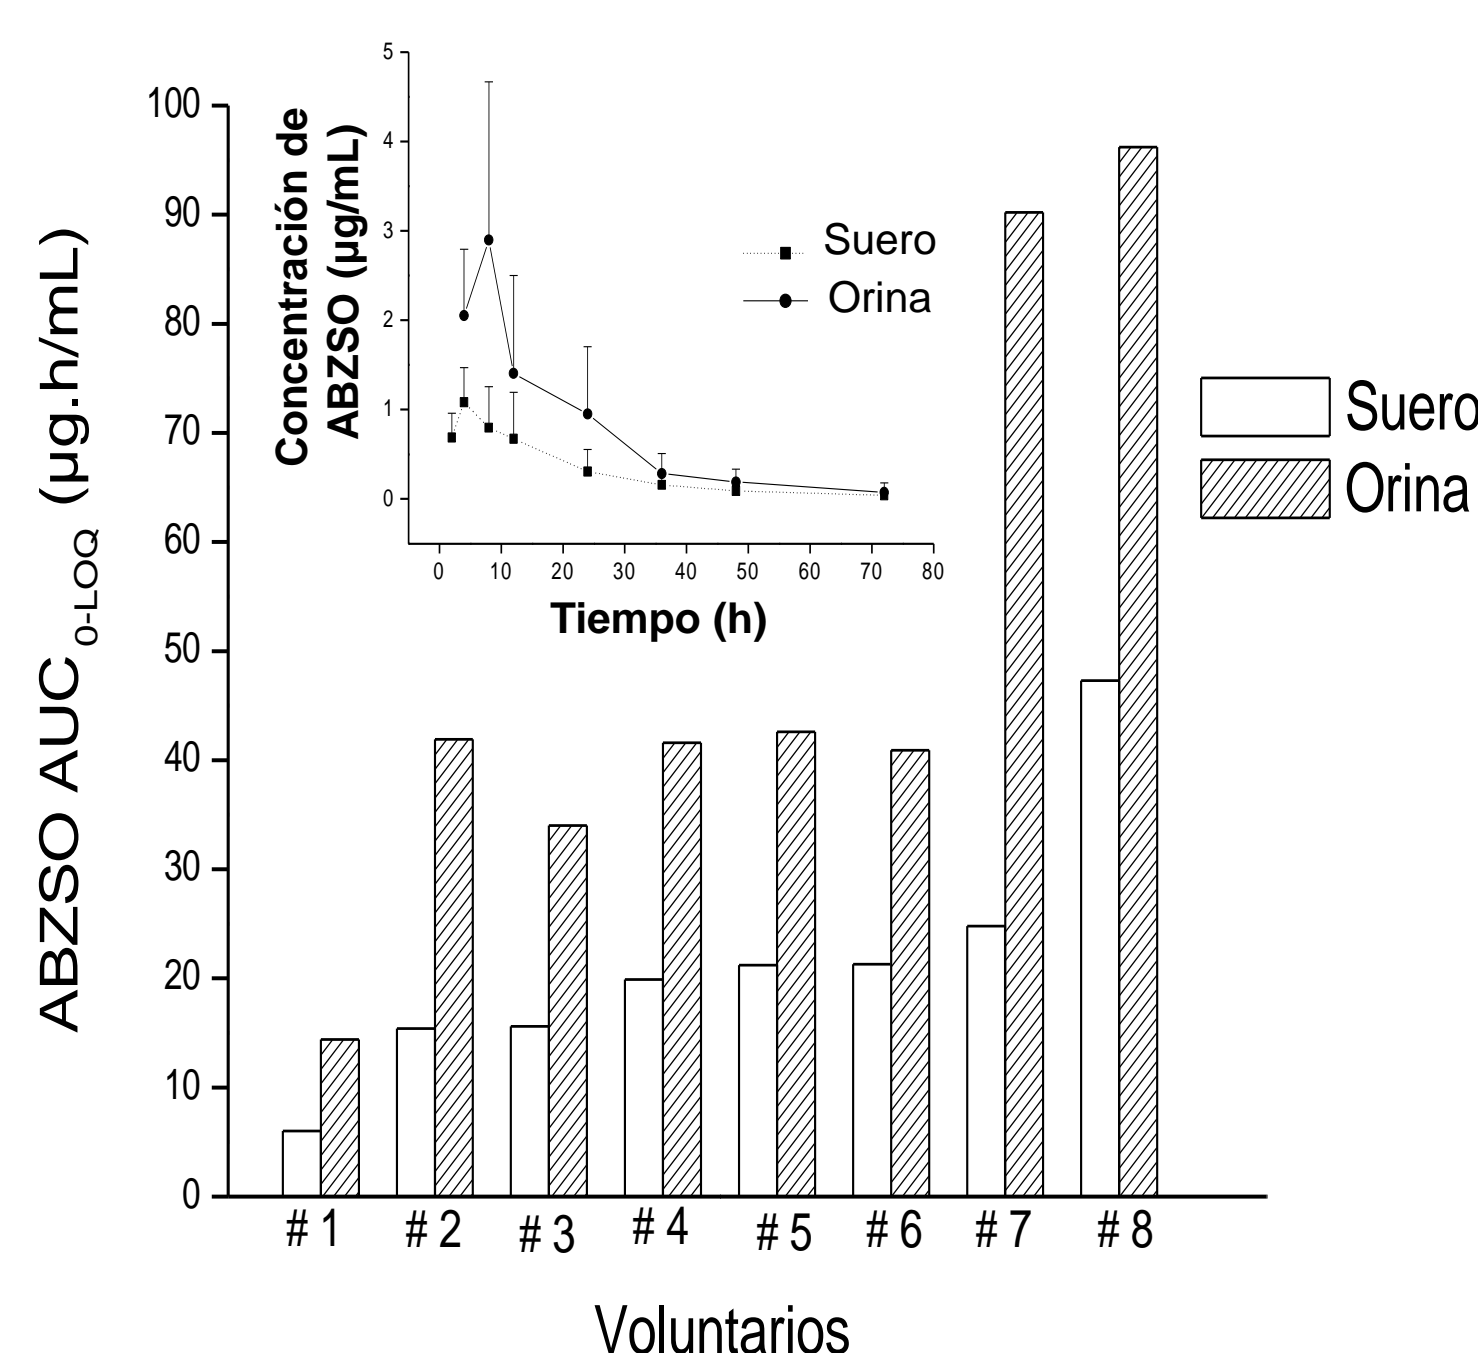 5
4
3
2
1
0
Concentración de
ABZSO (µg/mL)
Suero
Orina
0 10 20 30 40 50 60 70 80
Tiempo (h)
100
90
80
70
60
50
40
30
20
10
0
ABZSO AUC0-LOQ (µg.h/mL)
Suero
Orina
# 1 # 2 # 3 # 4 # 5 # 6 # 7 # 8
Voluntarios